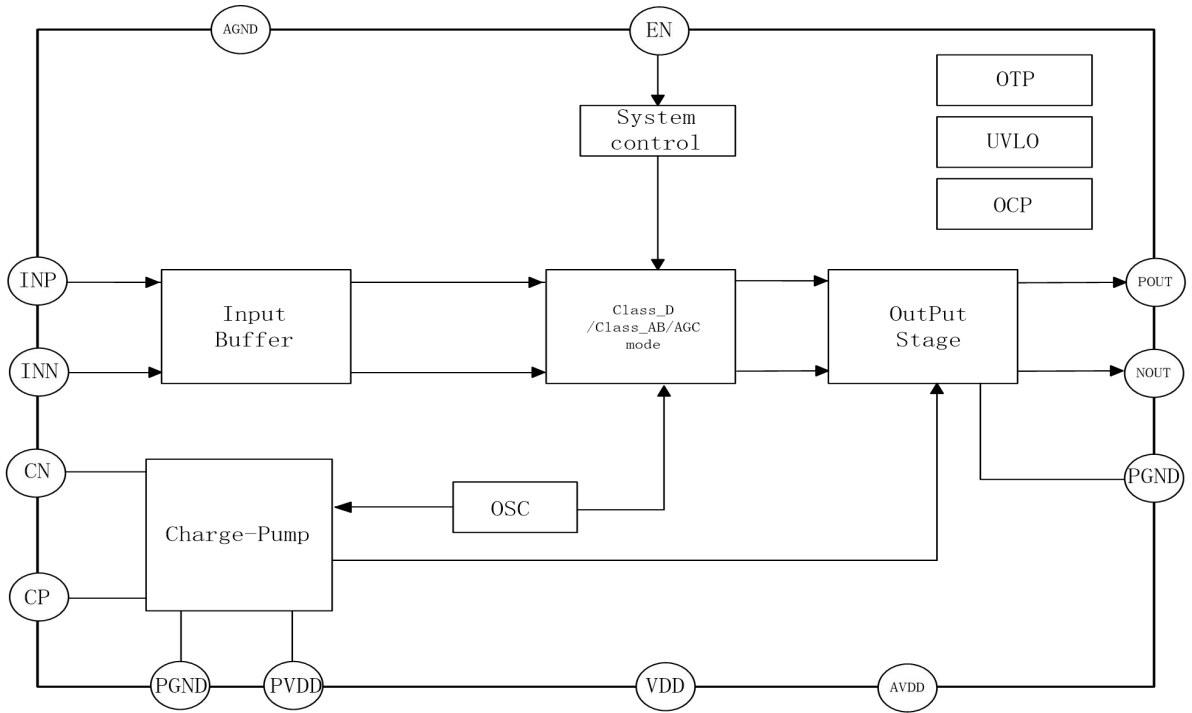 AGND
EN
OTP
System
control
UVLO
OCP
INP
Input
Buffer
Class_D
/Class_AB/AGC
mode
OutPut
Stage
POUT
INN
NOUT
CN
PGND
OSC
Charge-Pump
CP
PGND
PVDD
VDD
AVDD